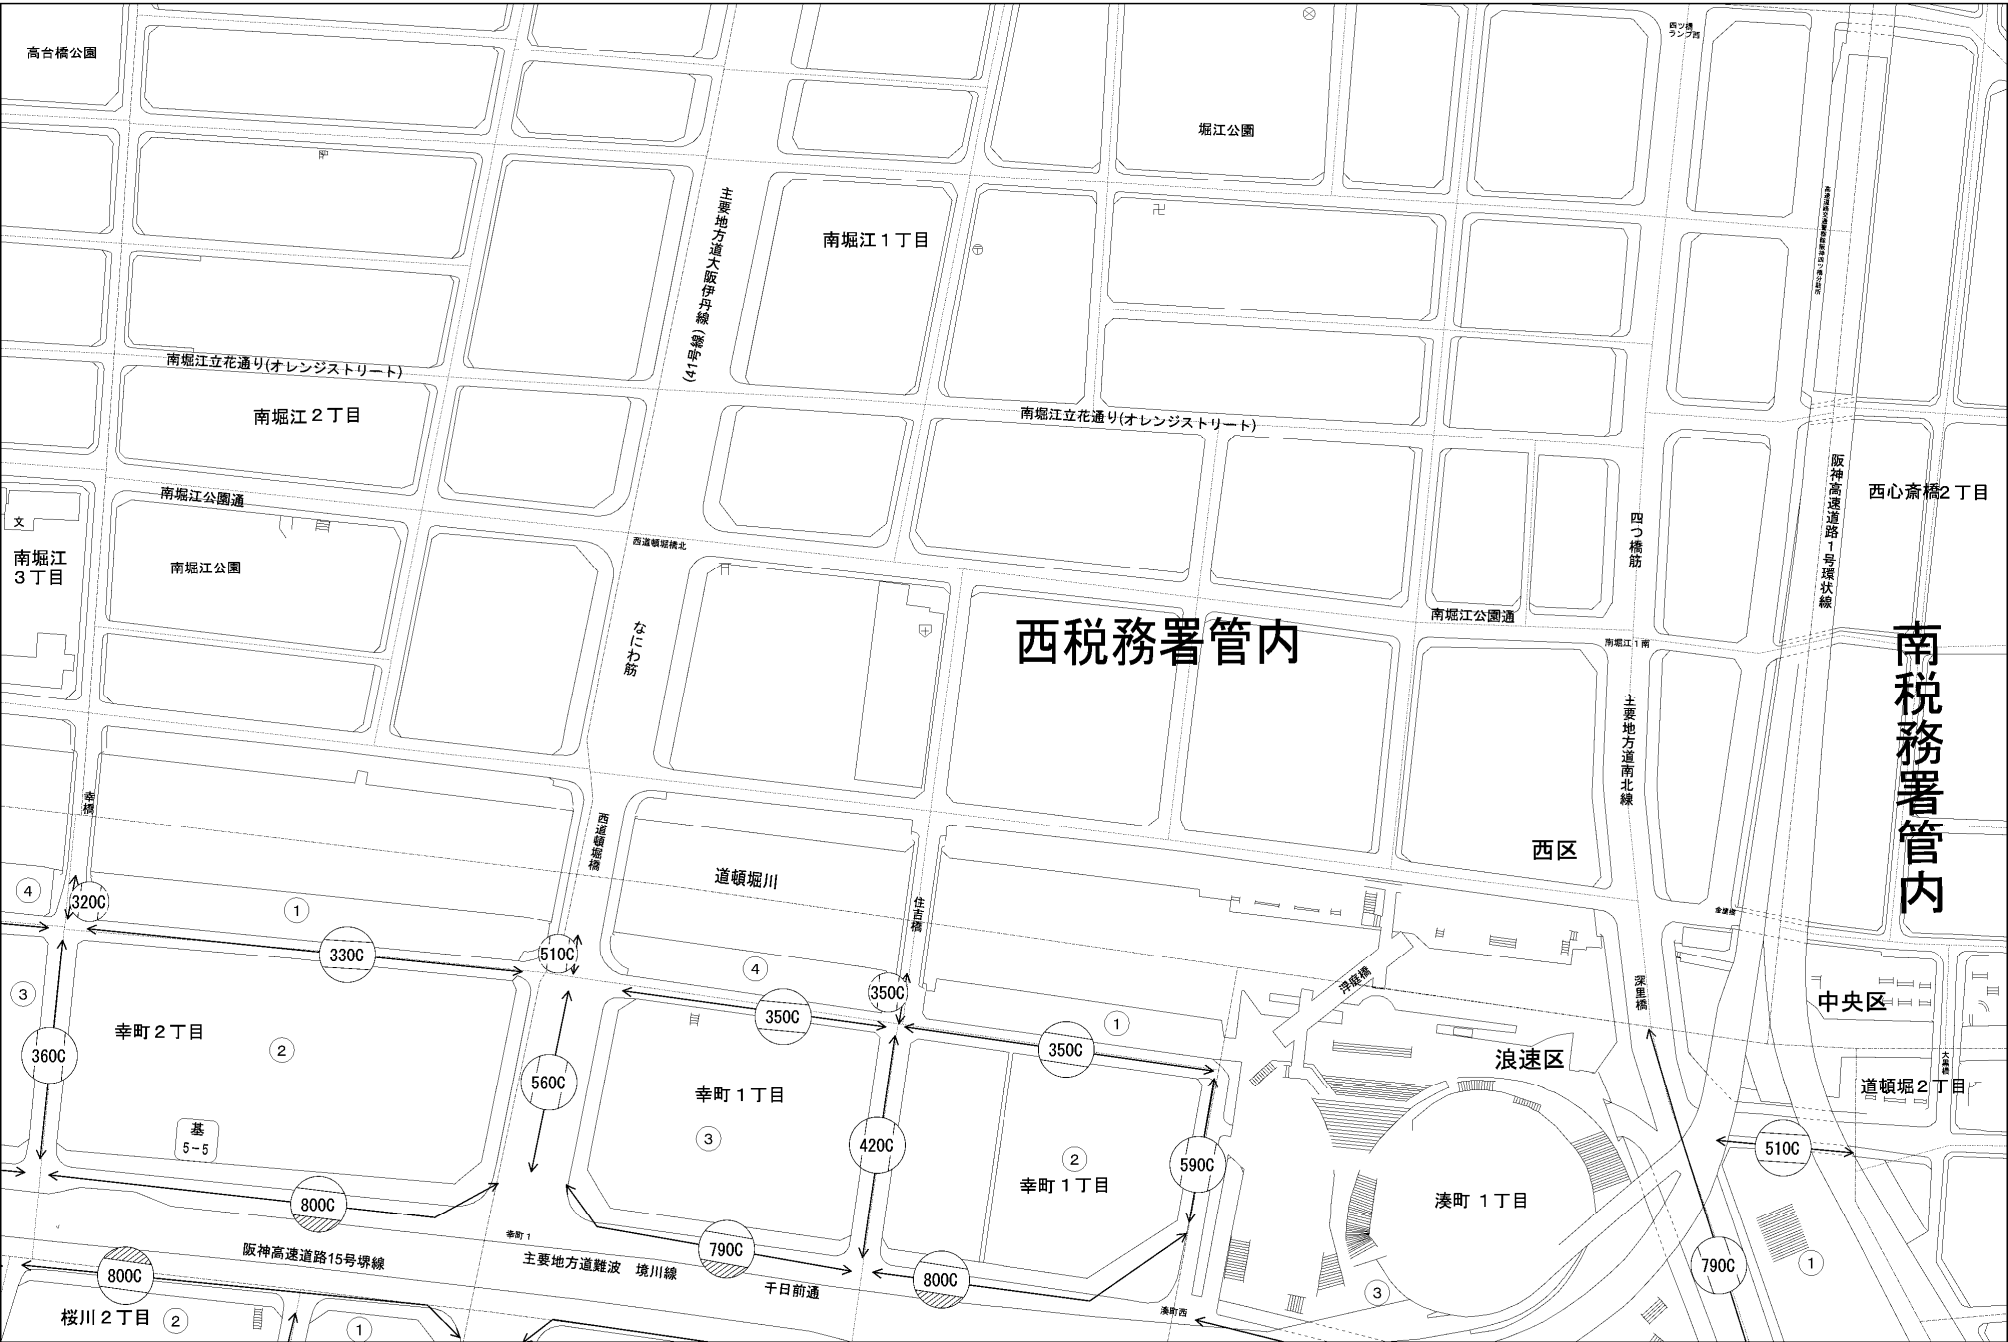 四ツ橋
ランプ西
高台橋公園
堀江公園
主要地方道大阪伊丹線
(41号線)
南堀江1丁目
南堀江立花通り(オレンジストリート)
南堀江2丁目
南堀江立花通り(オレンジストリート)
阪神高速道路1号環状線
西心斎橋2丁目
南堀江公園通
文
四つ橋筋
西道頓堀橋北
南堀江
3丁目
南堀江公園
南堀江公園通
なにわ筋
西税務署管内
南堀江1南
南税務署管内
主要地方道南北線
幸橋
西道頓堀橋
西区
道頓堀川
住吉橋
4
320C
1
330C
510C
4
350C
浮庭橋
深里橋
中央区
3
350C
1
幸町2丁目
2
360C
350C
浪速区
大黒橋
560C
幸町1丁目
道頓堀2丁目
基
5-5
3
420C
2
590C
510C
幸町1丁目
湊町 1丁目
800C
幸町1
790C
阪神高速道路15号堺線
主要地方道難波 境川線
千日前通
800C
800C
790C
1
3
湊町西
桜川2丁目
2
1